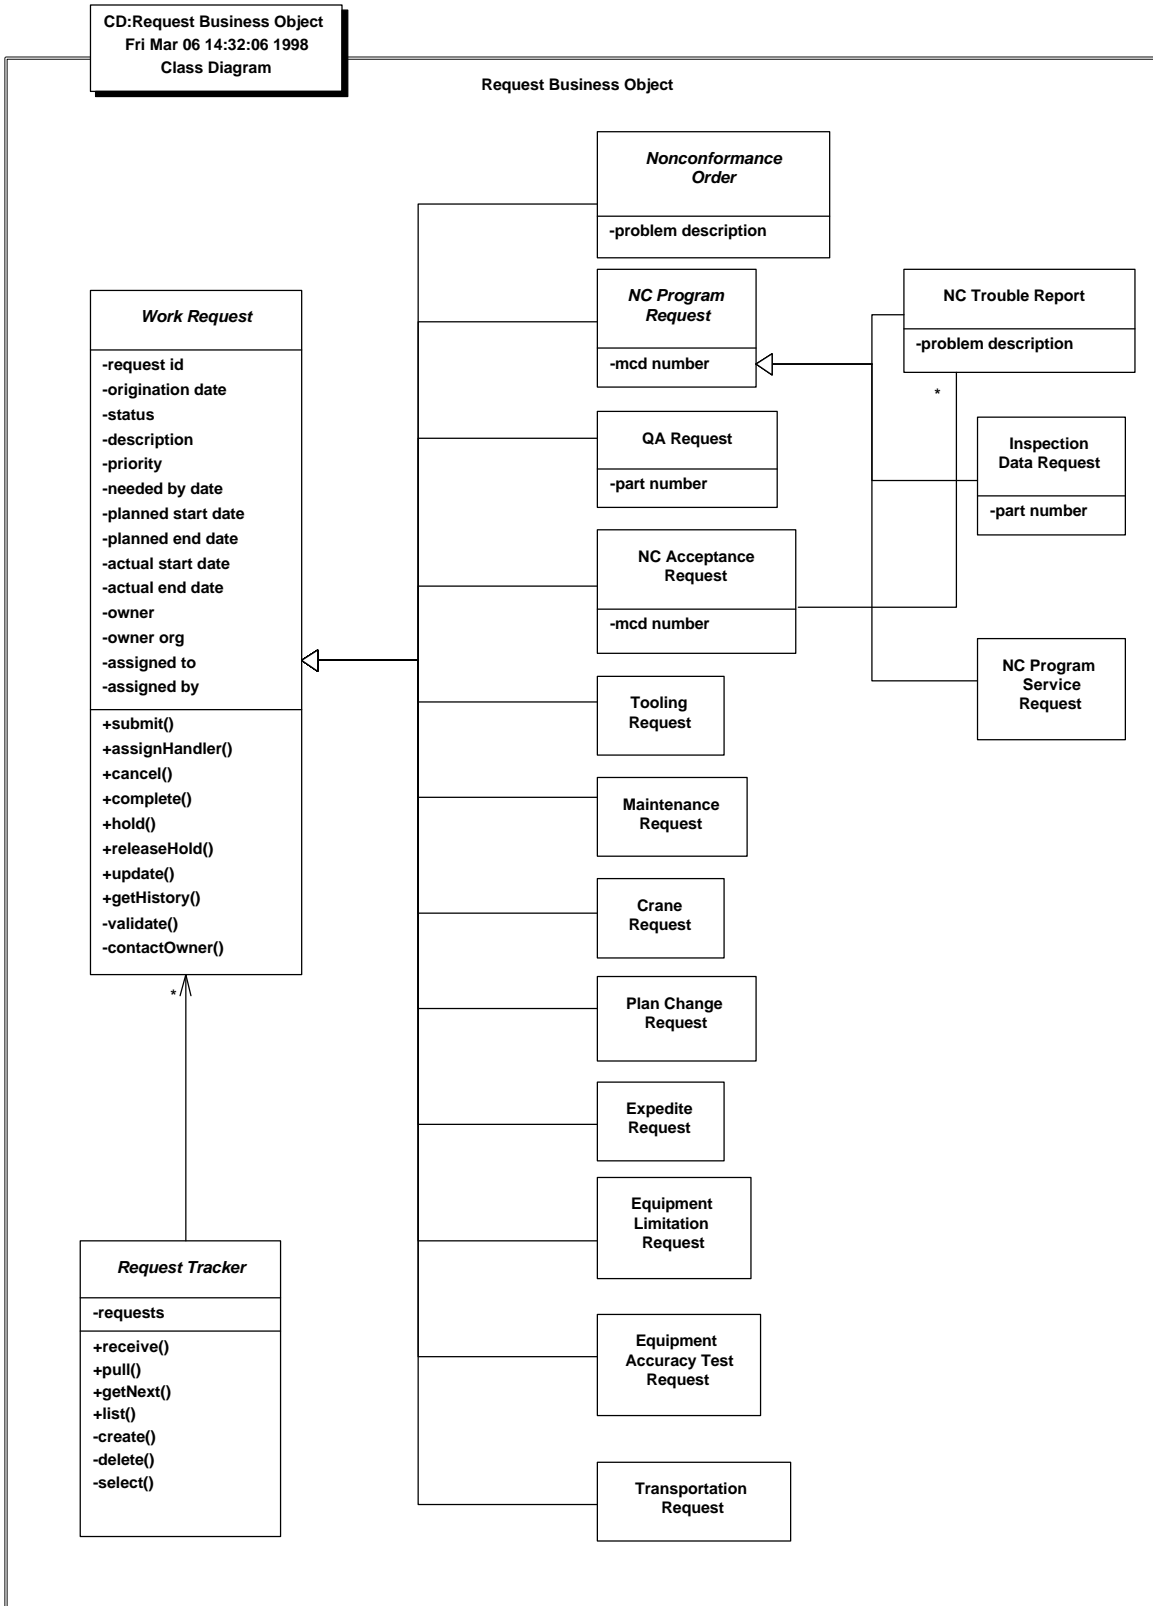 CD:Request Business Object
Fri Mar 06 14:32:06 1998
Class Diagram
Request Business Object
Nonconformance
Order
-problem description
NC Program
Request
-mcd number
NC Trouble Report
-problem description
*
Work Request
-request id
-origination date
-status
-description
-priority
-needed by date
-planned start date
-planned end date
-actual start date
-actual end date
-owner
-owner org
-assigned to
-assigned by
+submit()
+assignHandler()
+cancel()
+complete()
+hold()
+releaseHold()
+update()
+getHistory()
-validate()
-contactOwner()
*
QA Request
-part number
Inspection
Data Request
-part number
NC Acceptance
Request
-mcd number
NC Program
Service
Request
Tooling
Request
Maintenance
Request
Crane
Request
Plan Change
Request
Expedite
Request
Equipment
Limitation
Request
Equipment
Accuracy Test
Request
Transportation
Request
Request Tracker
-requests
+receive()
+pull()
+getNext()
+list()
-create()
-delete()
-select()